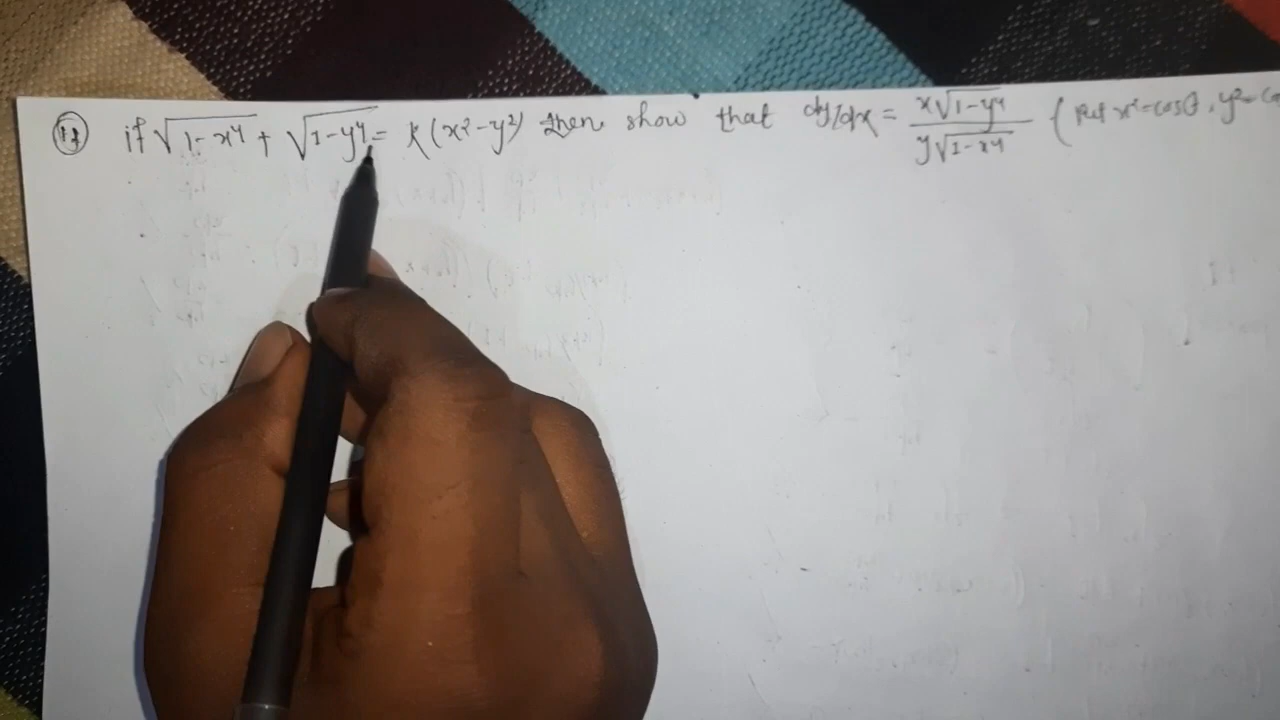 17 if √1-x⁴ + √1-y⁴ = k(x²-y²) then show that dy/dx = x√1-y⁴ / y√1-x⁴ (Put x²=cosθ, y²=co